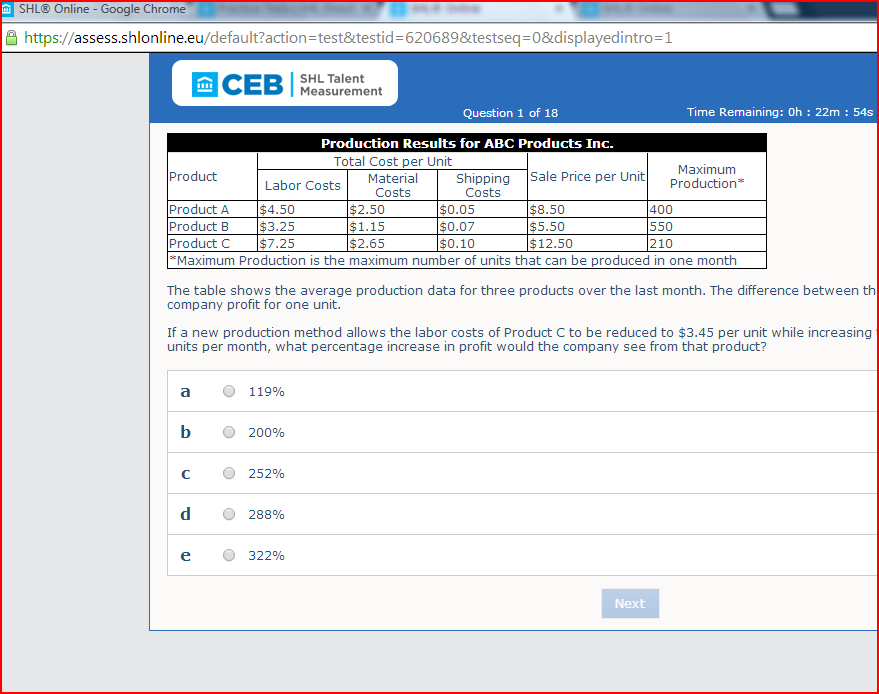 SHL® Online - Google Chrome
https://assess.shlonline.eu/default?action=test&testid=620689&testseq=0&displayedintro=1
CEB SHL Talent
Measurement
Question 1 of 18
Time Remaining: 0h : 22m : 54s
Production Results for ABC Products Inc.
Product Total Cost per Unit Sale Price per Unit Maximum Production*
Labor Costs Material Costs Shipping Costs
Product A $4.50 $2.50 $0.05 $8.50 400
Product B $3.25 $1.15 $0.07 $5.50 550
Product C $7.25 $2.65 $0.10 $12.50 210
*Maximum Production is the maximum number of units that can be produced in one month
The table shows the average production data for three products over the last month. The difference between th
company profit for one unit.
If a new production method allows the labor costs of Product C to be reduced to $3.45 per unit while increasing
units per month, what percentage increase in profit would the company see from that product?
a 119%
b 200%
c 252%
d 288%
e 322%
Next